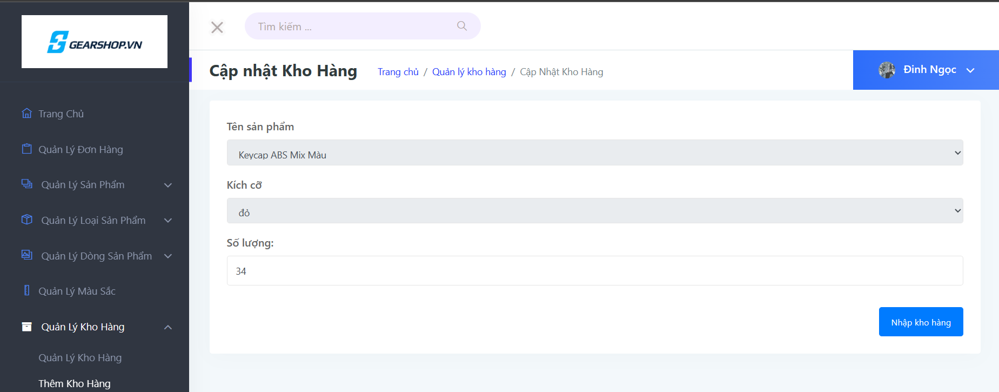 GEARSHOP.VN
Tìm kiếm ...
Cập nhật Kho Hàng
Trang chủ / Quản lý kho hàng / Cập Nhật Kho Hàng
Đinh Ngọc
Trang Chủ
Quản Lý Đơn Hàng
Quản Lý Sản Phẩm
Quản Lý Loại Sản Phẩm
Quản Lý Dòng Sản Phẩm
Quản Lý Màu Sắc
Quản Lý Kho Hàng
Quản Lý Kho Hàng
Thêm Kho Hàng
Tên sản phẩm
Keycap ABS Mix Màu
Kích cỡ
đỏ
Số lượng:
34
Nhập kho hàng